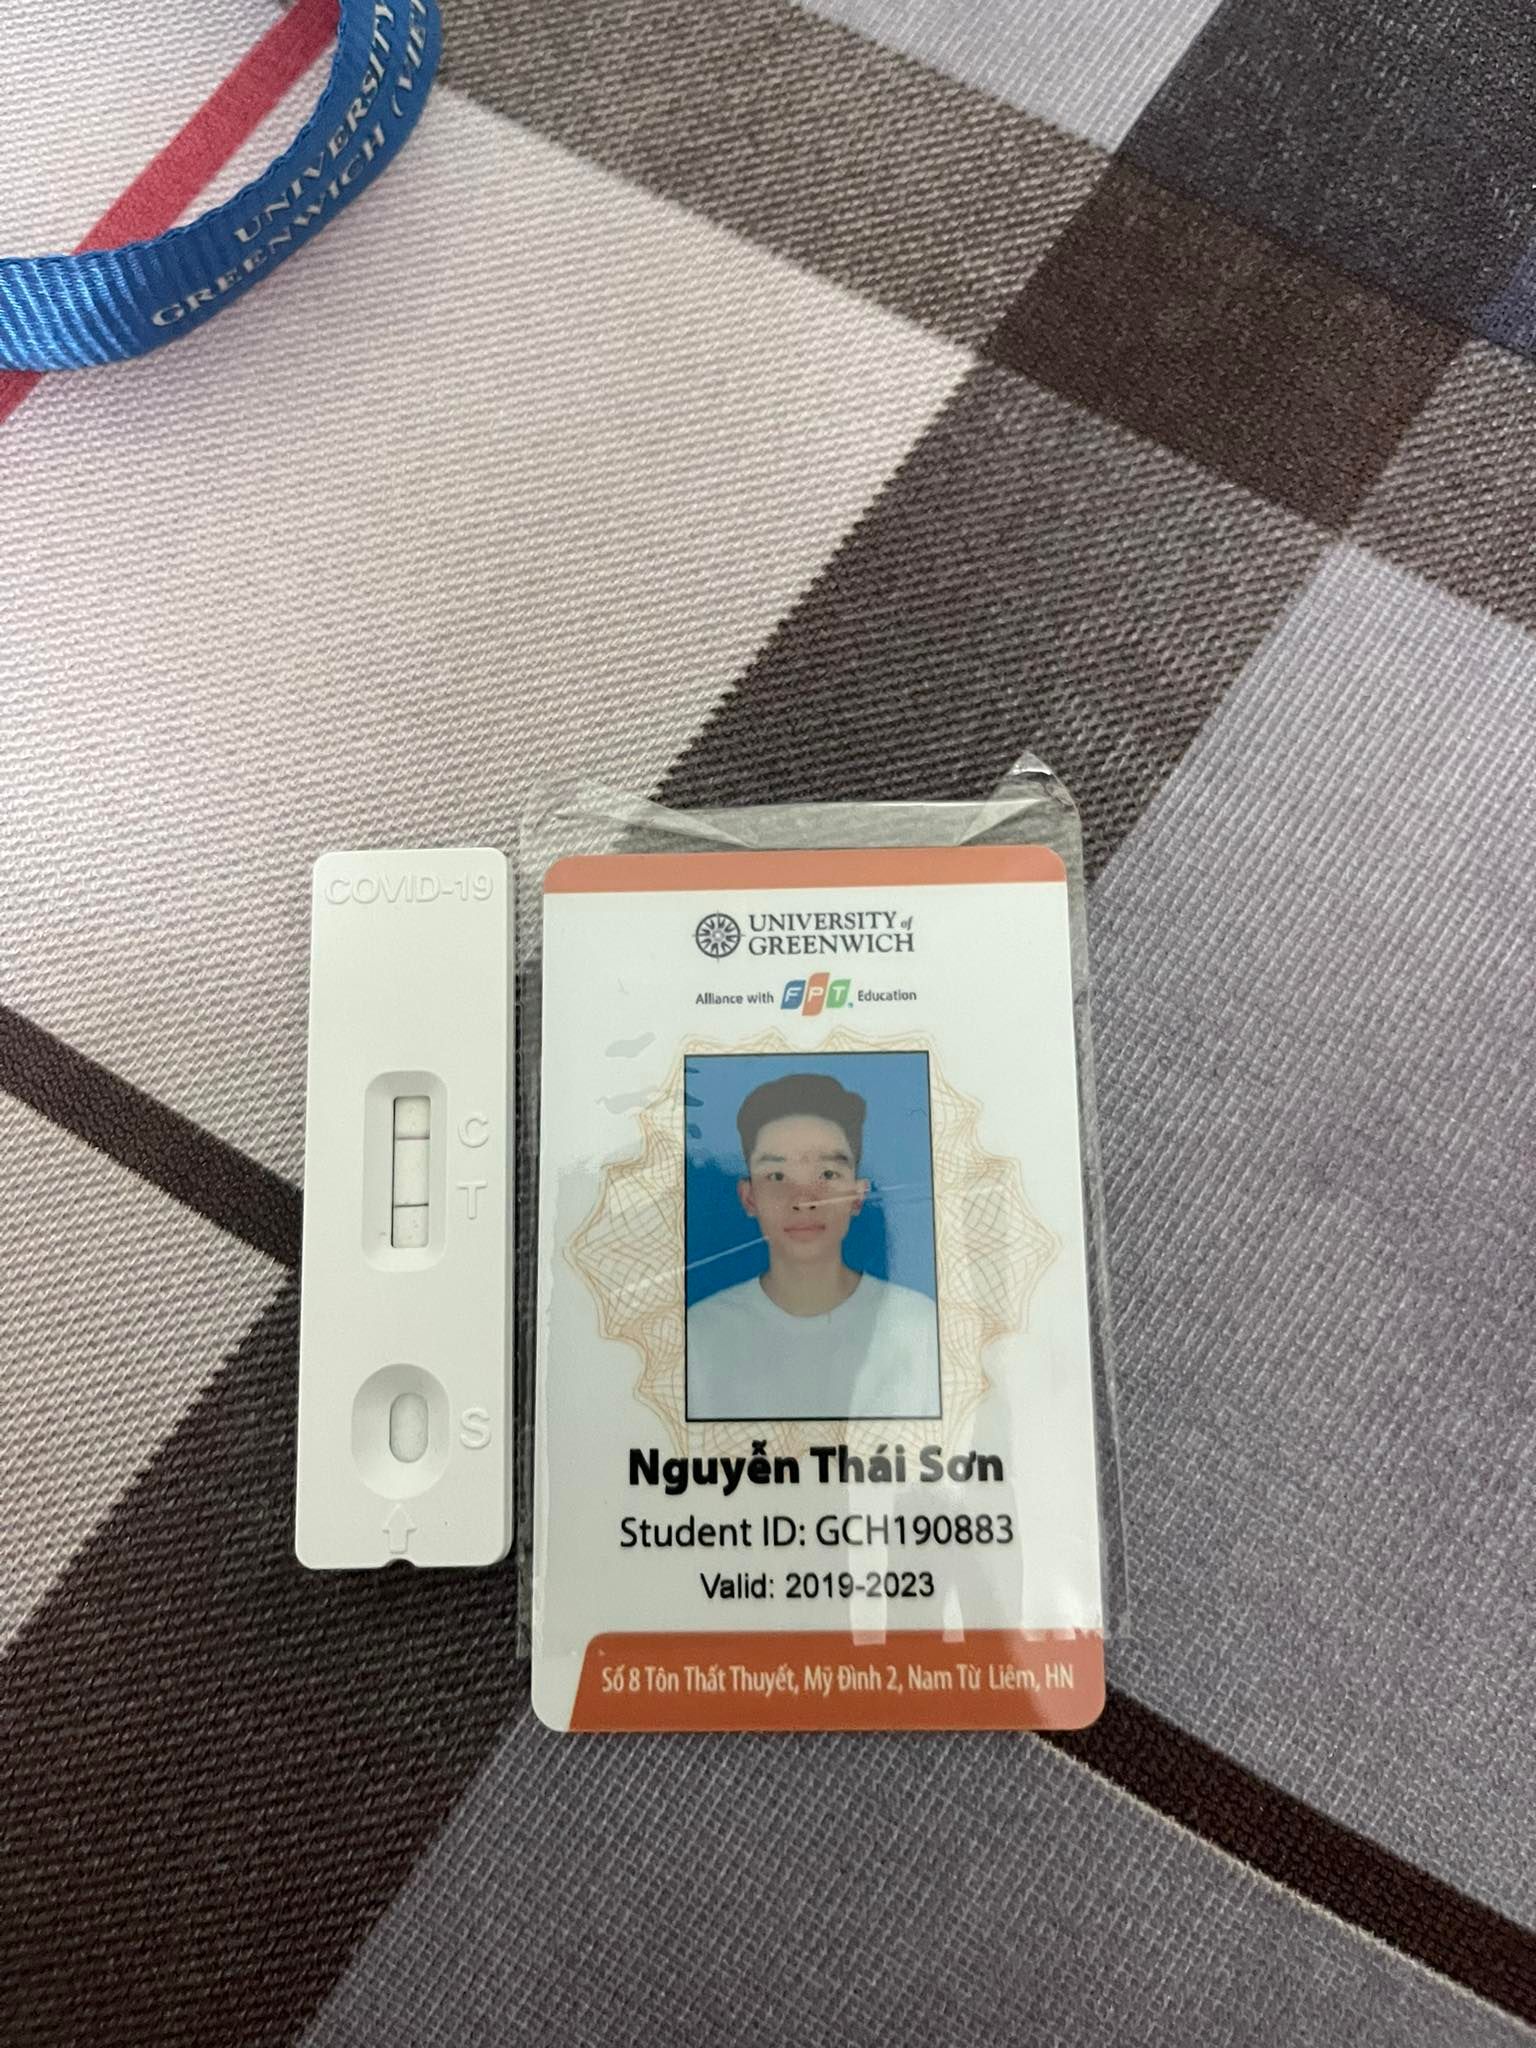 UNIVERSITY
GREENWICH (VIET
COVID-19
C
T
S
UNIVERSITY of
GREENWICH
Alliance with FPT Education
Nguyễn Thái Sơn
Student ID: GCH190883
Valid: 2019-2023
Số 8 Tôn Thất Thuyết, Mỹ Đình 2, Nam Từ Liêm, HN